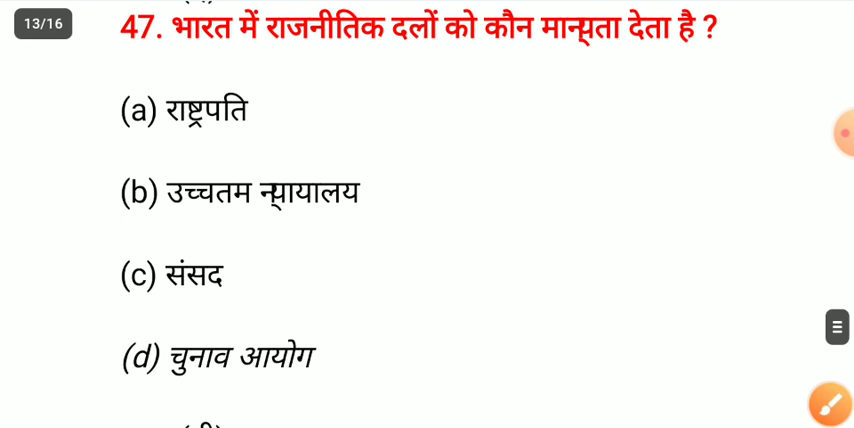 13/16
47. भारत में राजनीतिक दलों को कौन मान्यता देता है ?
(a) राष्ट्रपति
(b) उच्चतम न्यायालय
(c) संसद
(d) चुनाव आयोग